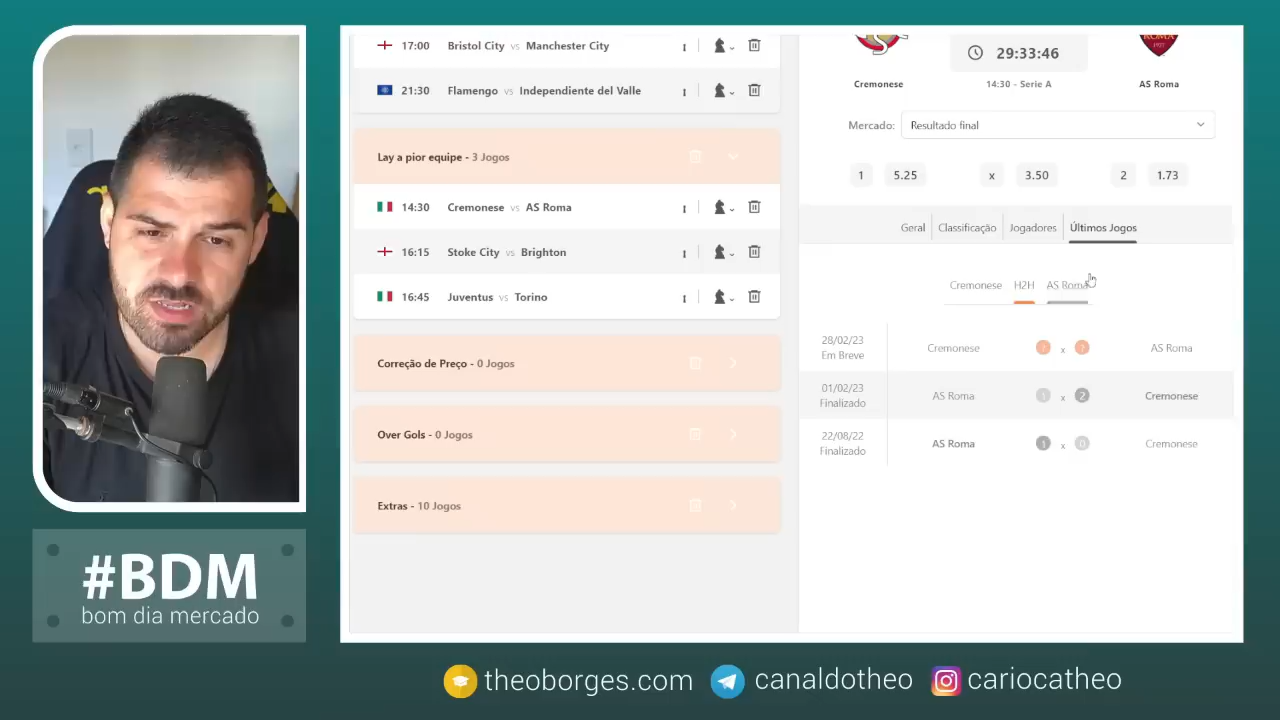 17:00 Bristol City vs Manchester City
21:30 Flamengo vs Independiente del Valle
Lay a pior equipe - 3 Jogos
14:30 Cremonese vs AS Roma
16:15 Stoke City vs Brighton
16:45 Juventus vs Torino
Correção de Preço - 0 Jogos
Over Gols - 0 Jogos
Extras - 10 Jogos
ROMA
29:33:46
Cremonese 14:30 - Serie A AS Roma
Mercado: Resultado final
1 5.25 x 3.50 2 1.73
Geral Classificação Jogadores Últimos Jogos
Cremonese H2H AS Roma
28/02/23
Em Breve
Cremonese ? x ? AS Roma
01/02/23
Finalizado
AS Roma 1 x 2 Cremonese
22/08/22
Finalizado
AS Roma 1 x 0 Cremonese
#BDM
bom dia mercado
theoborges.com canaldotheo cariocatheo